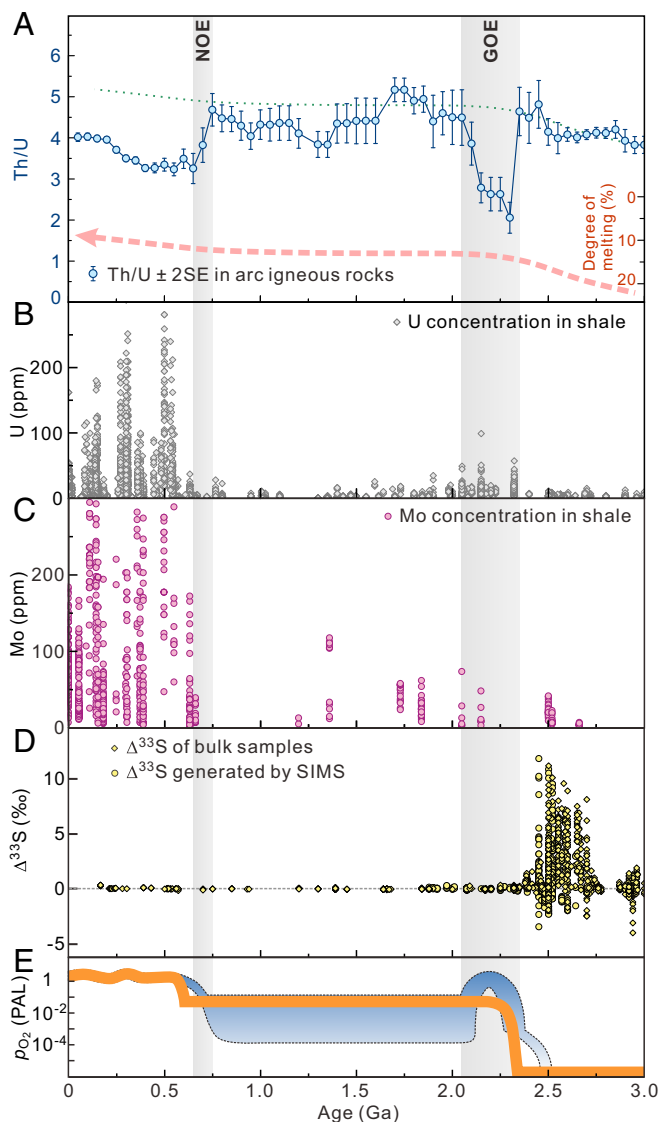 A
NOE
GOE
6
5
4
3
2
1
0
Th/U
0
10
20
Degree of
melting (%)
Th/U ± 2SE in arc igneous rocks
B
U concentration in shale
200
100
0
U (ppm)
C
Mo concentration in shale
200
100
0
Mo (ppm)
D
Δ³³S of bulk samples
Δ³³S generated by SIMS
10
5
0
-5
Δ³³S (‰)
E
1
10⁻²
10⁻⁴
pO₂ (PAL)
0 0.5 1.0 1.5 2.0 2.5 3.0
Age (Ga)